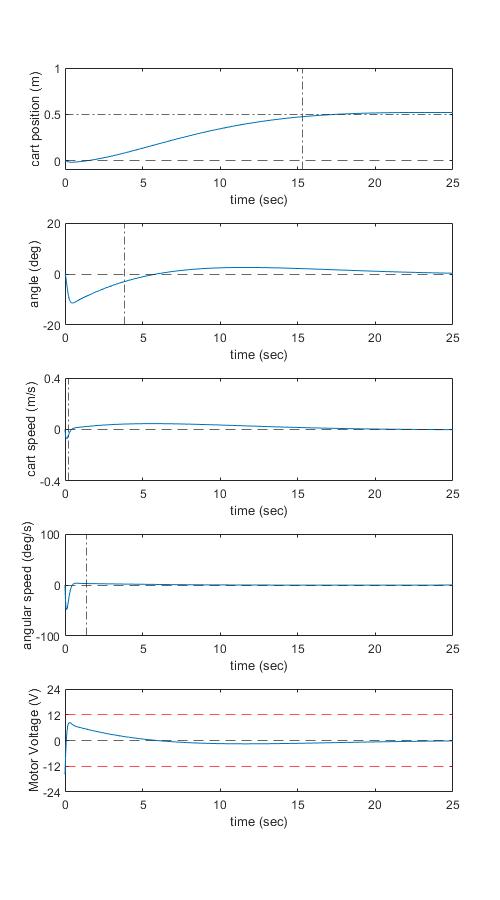 1
0.5
0
cart position (m)
0 5 10 15 20 25
time (sec)
20
0
-20
angle (deg)
0 5 10 15 20 25
time (sec)
0.4
0
-0.4
cart speed (m/s)
0 5 10 15 20 25
time (sec)
100
0
-100
angular speed (deg/s)
0 5 10 15 20 25
time (sec)
24
12
0
-12
-24
Motor Voltage (V)
0 5 10 15 20 25
time (sec)